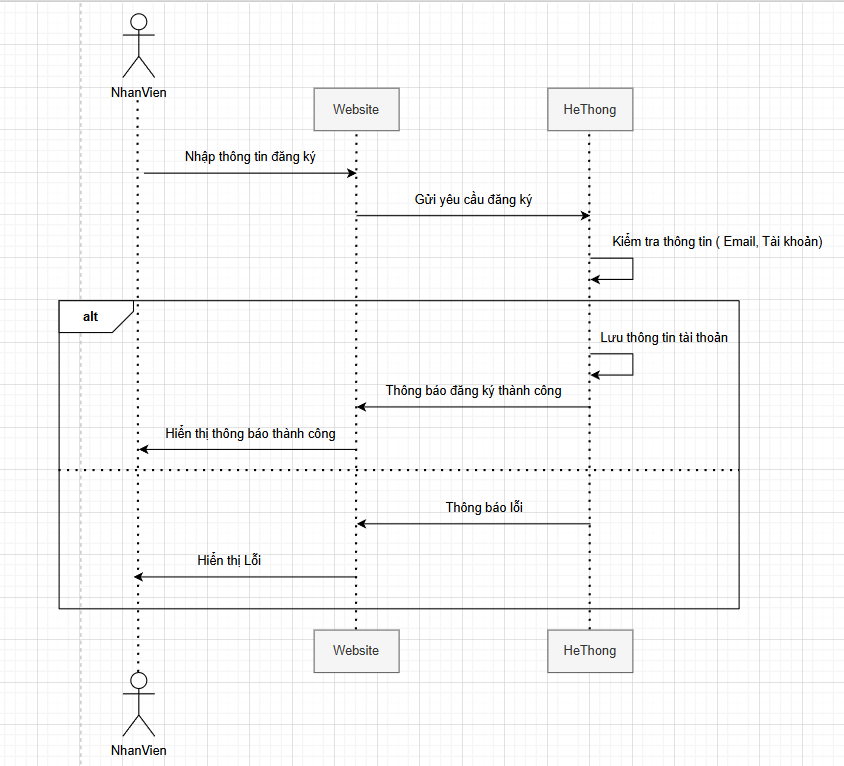 NhanVien
Website
HeThong
Nhập thông tin đăng ký
Gửi yêu cầu đăng ký
Kiểm tra thông tin ( Email, Tài khoản)
alt
Lưu thông tin tài thoản
Thông báo đăng ký thành công
Hiển thị thông báo thành công
Thông báo lỗi
Hiển thị Lỗi
Website
HeThong
NhanVien